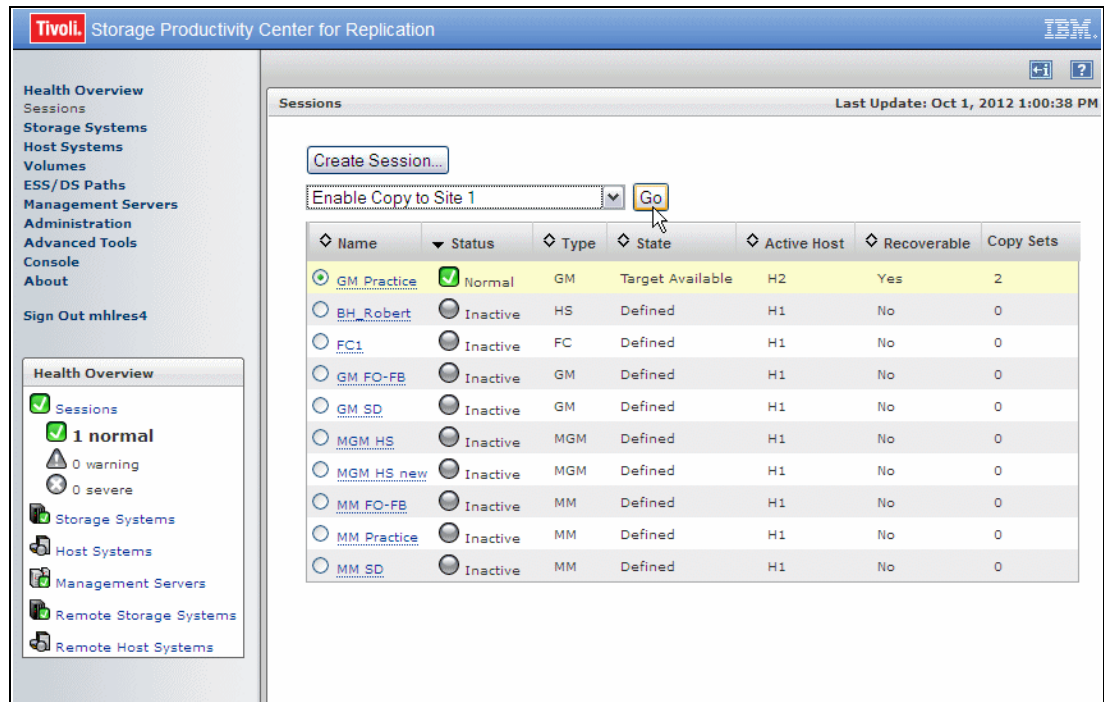 Tivoli. Storage Productivity Center for Replication IBM.
Health Overview
Sessions
Storage Systems
Host Systems
Volumes
ESS/DS Paths
Management Servers
Administration
Advanced Tools
Console
About
Sign Out mhlres4
Health Overview
Sessions
1 normal
0 warning
0 severe
Storage Systems
Host Systems
Management Servers
Remote Storage Systems
Remote Host Systems
i ?
Sessions Last Update: Oct 1, 2012 1:00:38 PM
Create Session...
Enable Copy to Site 1 Go
Name Status Type State Active Host Recoverable Copy Sets
GM Practice Normal GM Target Available H2 Yes 2
BH_Robert Inactive HS Defined H1 No 0
FC1 Inactive FC Defined H1 No 0
GM FO-FB Inactive GM Defined H1 No 0
GM SD Inactive GM Defined H1 No 0
MGM HS Inactive MGM Defined H1 No 0
MGM HS new Inactive MGM Defined H1 No 0
MM FO-FB Inactive MM Defined H1 No 0
MM Practice Inactive MM Defined H1 No 0
MM SD Inactive MM Defined H1 No 0